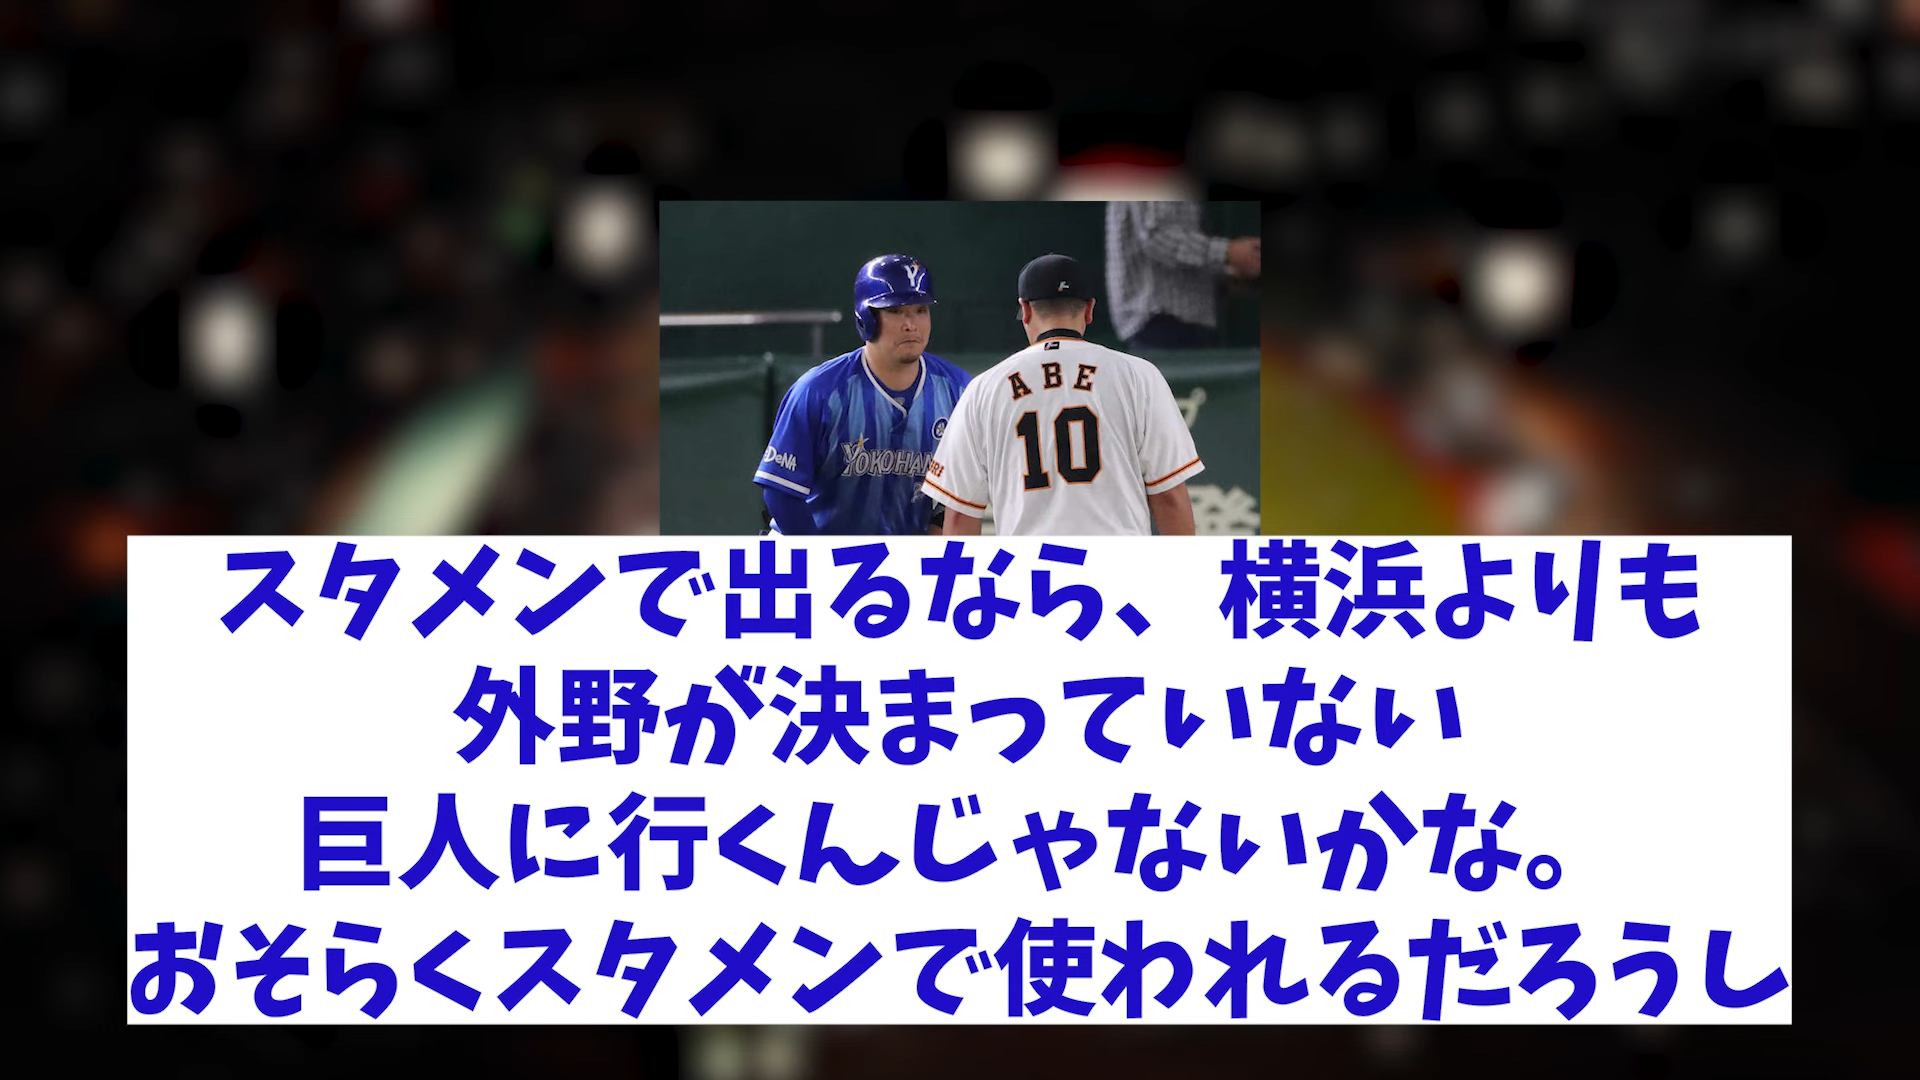 Y
ABE
10
DeNA
YOKOHA
スタメンで出るなら、横浜よりも
外野が決まっていない
巨人に行くんじゃないかな。
おそらくスタメンで使われるだろうし